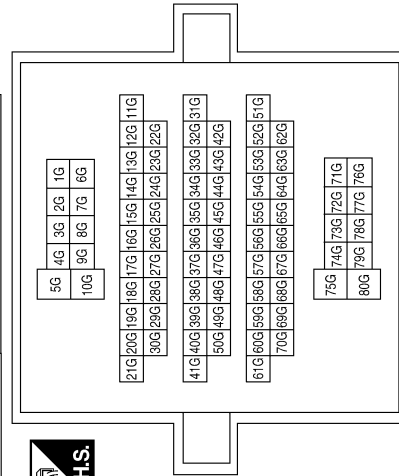 H.S.
5G 4G 3G 2G 1G
10G 9G 8G 7G 6G
21G 20G 19G 18G 17G 16G 15G 14G 13G 12G 11G
30G 29G 28G 27G 26G 25G 24G 23G 22G
41G 40G 39G 38G 37G 36G 35G 34G 33G 32G 31G
50G 49G 48G 47G 46G 45G 44G 43G 42G
61G 60G 59G 58G 57G 56G 55G 54G 53G 52G 51G
70G 69G 68G 67G 66G 65G 64G 63G 62G
75G 74G 73G 72G 71G
80G 79G 78G 77G 76G